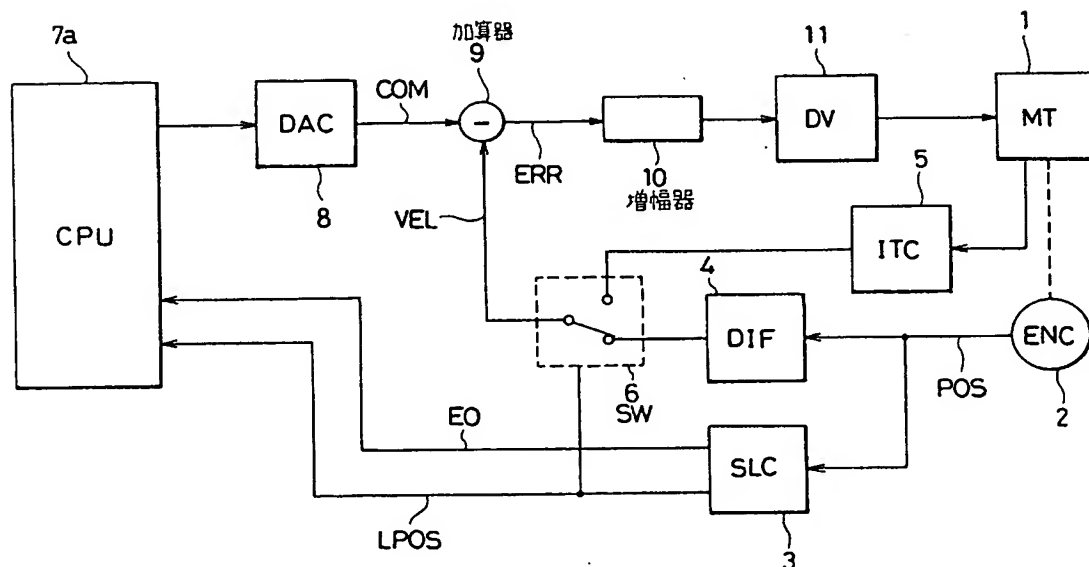 7a
CPU
DAC
8
COM
加算器
9
-
ERR
10
増幅器
11
DV
1
MT
VEL
5
ITC
4
DIF
6
SW
ENC
2
POS
EO
SLC
3
LPOS